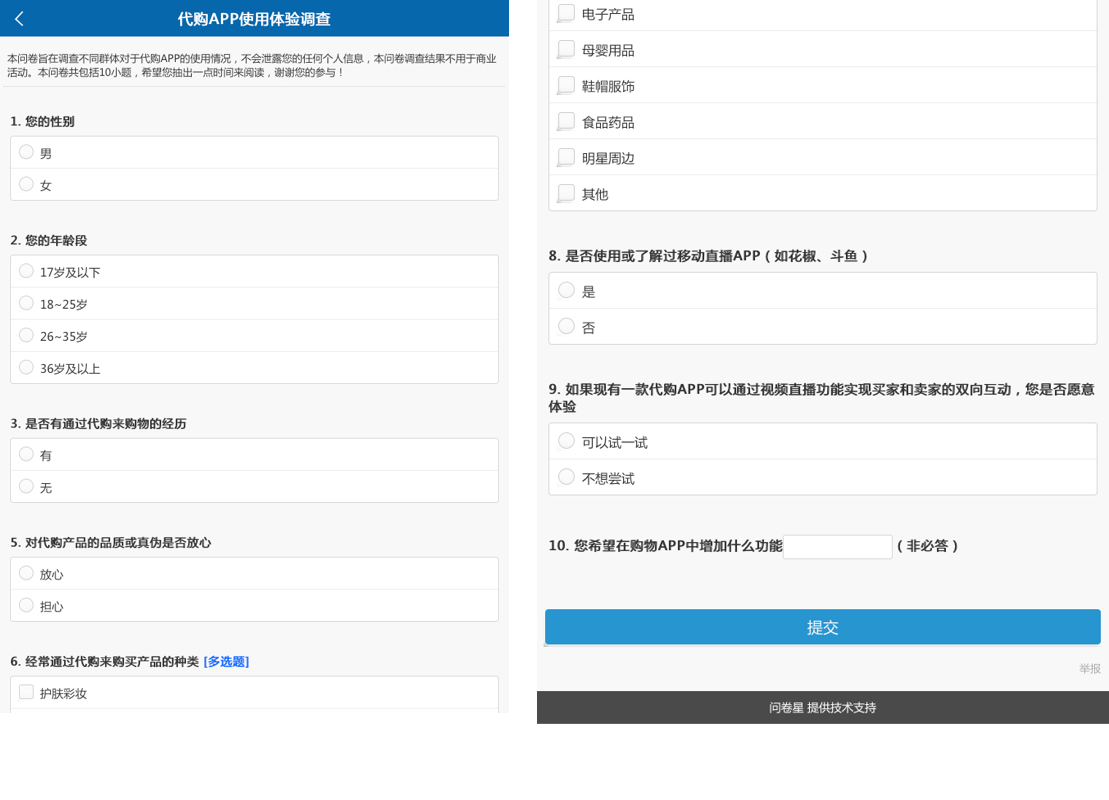 代购APP使用体验调查
本问卷旨在调查不同群体对于代购APP的使用情况，不会泄露您的任何个人信息，本问卷调查结果不用于商业
活动。本问卷共包括10小题，希望您抽出一点时间来阅读，谢谢您的参与！
1. 您的性别
男
女
2. 您的年龄段
17岁及以下
18~25岁
26~35岁
36岁及以上
3. 是否有通过代购来购物的经历
有
无
5. 对代购产品的品质或真伪是否放心
放心
担心
6. 经常通过代购来购买产品的种类 [多选题]
护肤彩妆
电子产品
母婴用品
鞋帽服饰
食品药品
明星周边
其他
8. 是否使用或了解过移动直播APP（如花椒、斗鱼）
是
否
9. 如果现有一款代购APP可以通过视频直播功能实现买家和卖家的双向互动，您是否愿意
体验
可以试一试
不想尝试
10. 您希望在购物APP中增加什么功能（非必答）
提交
举报
问卷星 提供技术支持